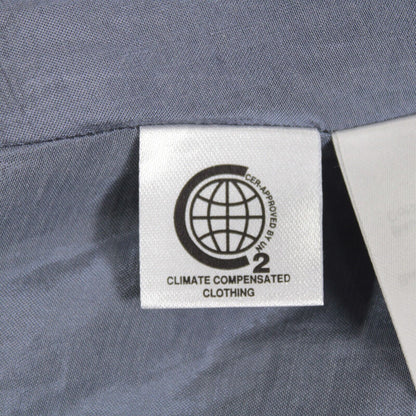 CER-APPROVED BY UN
C 2
CLIMATE COMPENSATED
CLOTHING